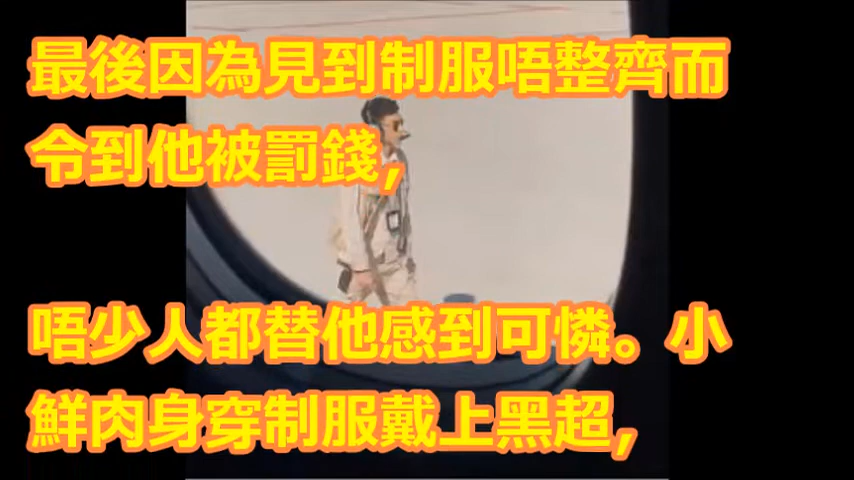 最後因為見到制服唔整齊而
令到他被罰錢,
唔少人都替他感到可憐。小
鮮肉身穿制服戴上黑超,